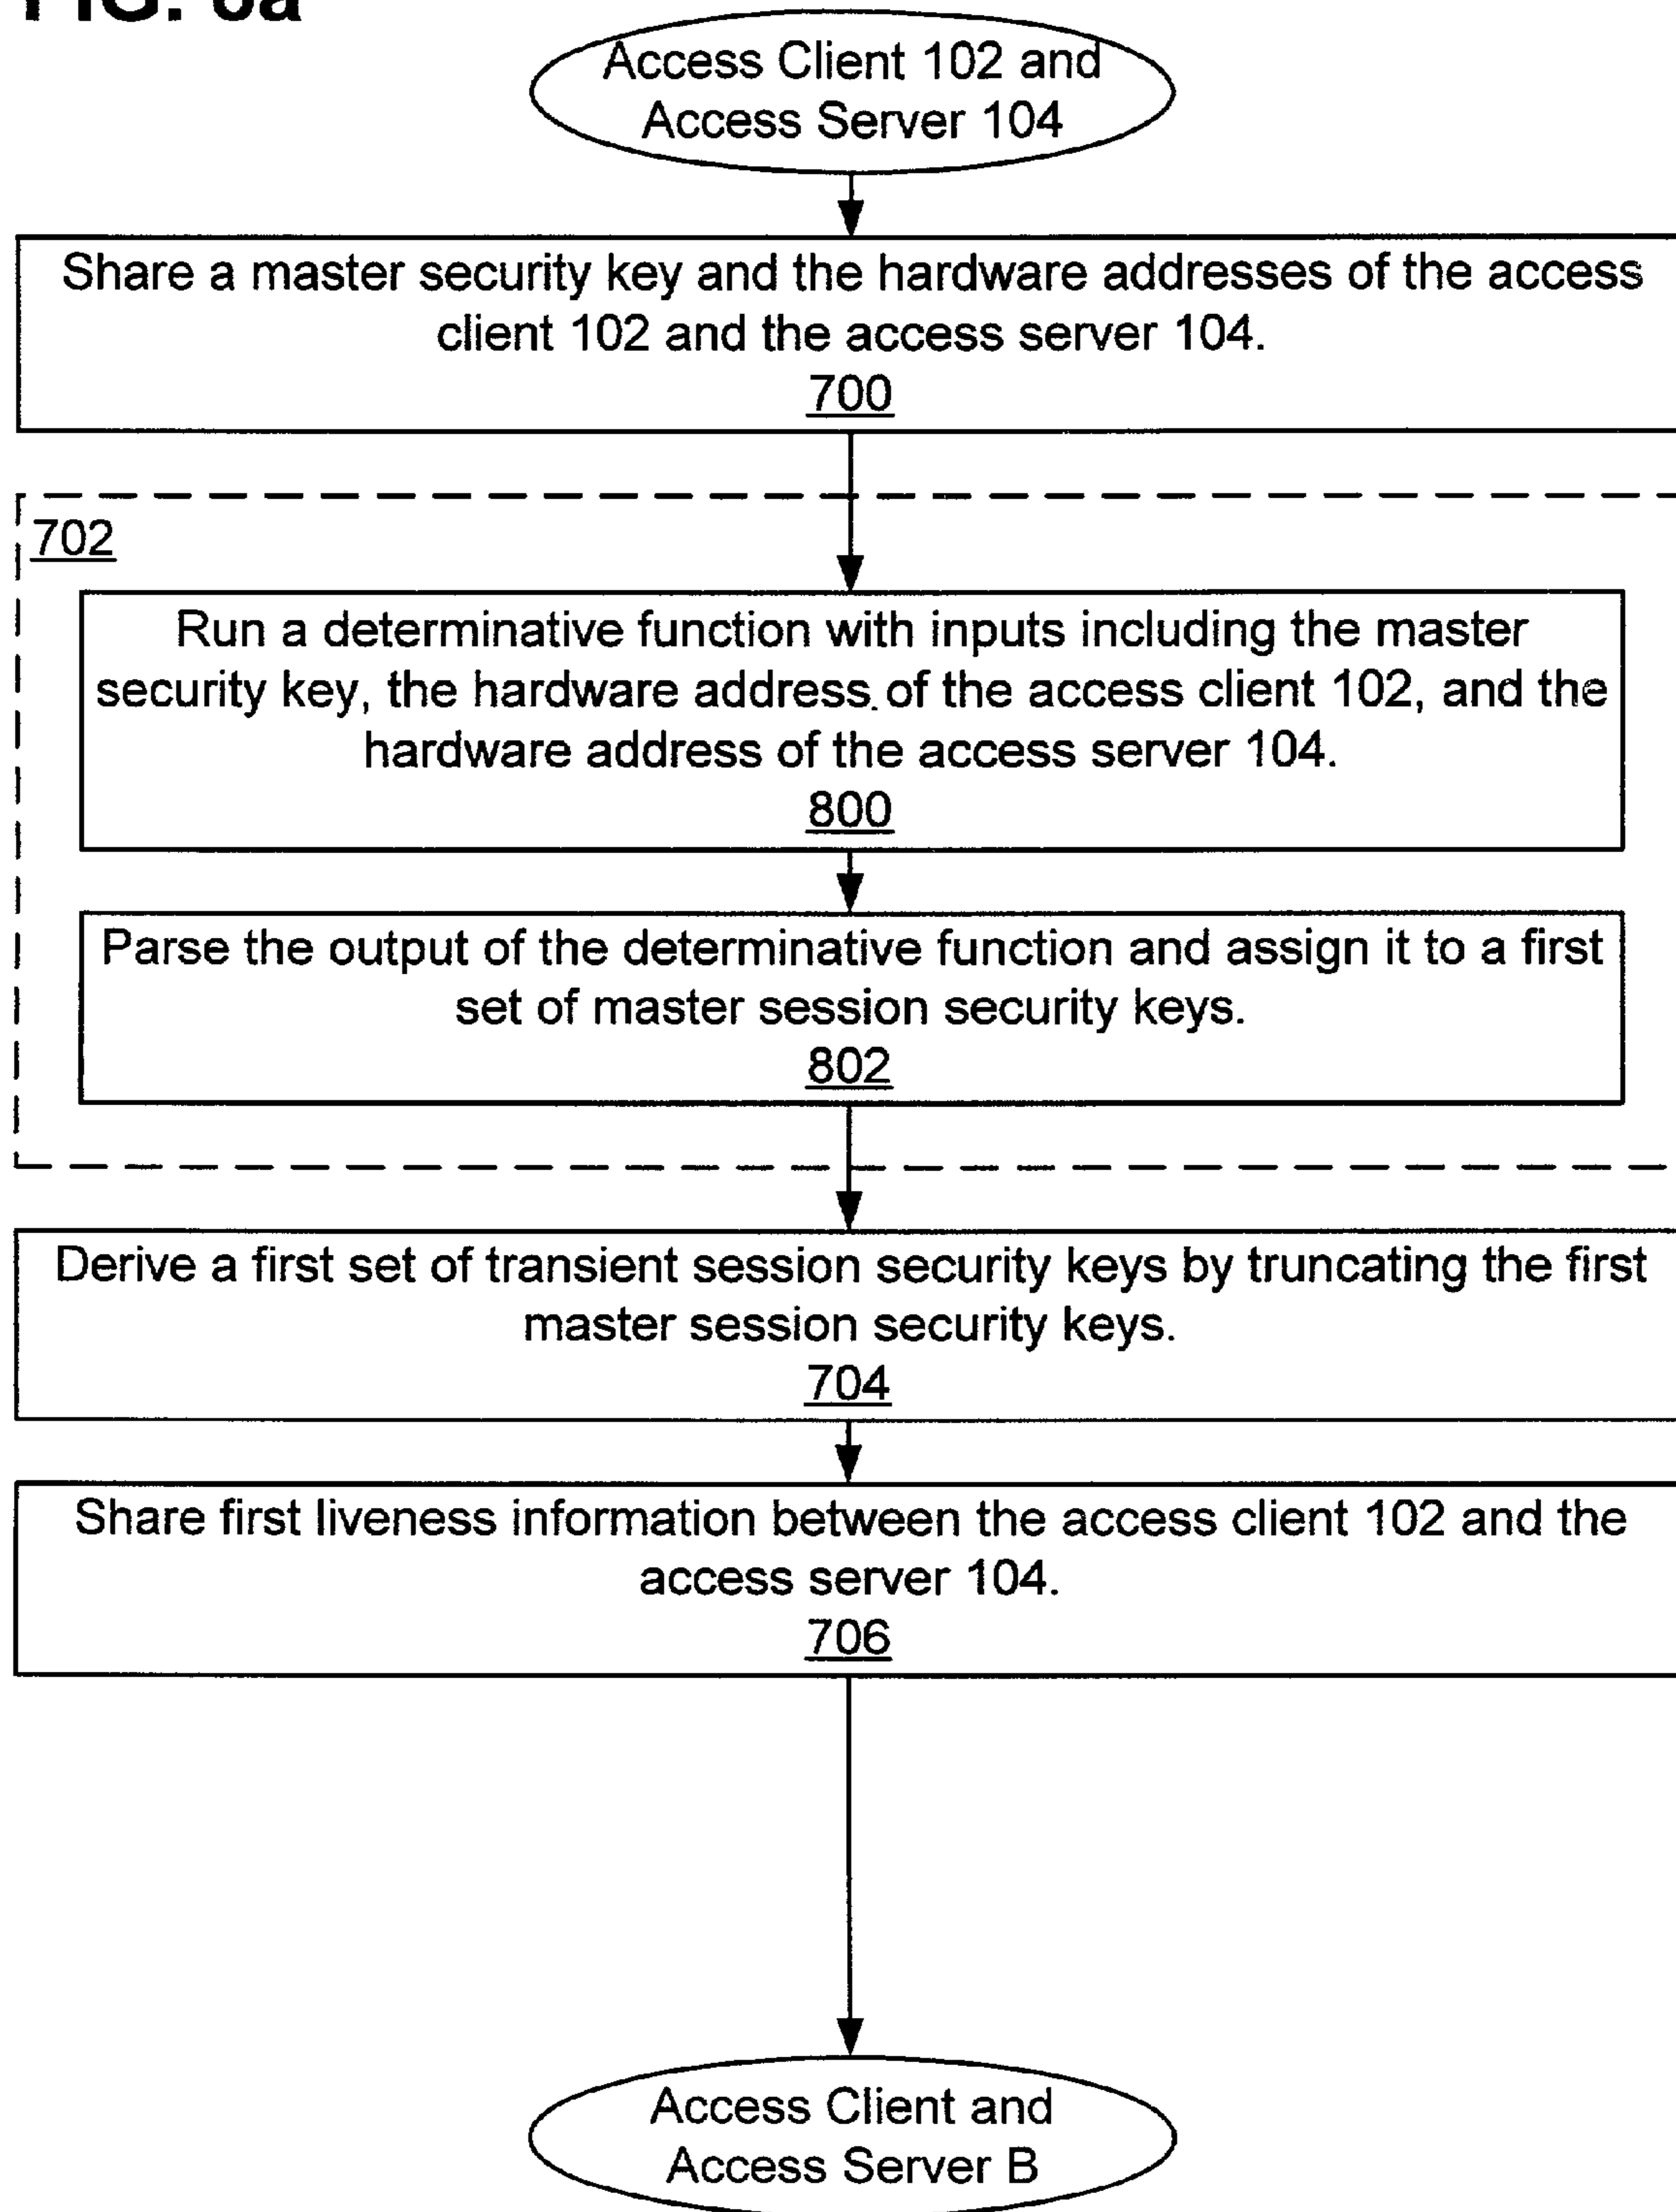 FIG. 8a
Access Client 102 and
Access Server 104
Share a master security key and the hardware addresses of the access
client 102 and the access server 104.
700
702
Run a determinative function with inputs including the master
security key, the hardware address of the access client 102, and the
hardware address of the access server 104.
800
Parse the output of the determinative function and assign it to a first
set of master session security keys.
802
Derive a first set of transient session security keys by truncating the first
master session security keys.
704
Share first liveness information between the access client 102 and the
access server 104.
706
Access Client and
Access Server B